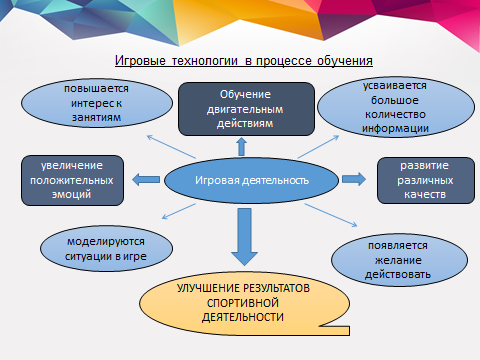 Игровые технологии в процессе обучения
повышается
интерес к
занятиям
Обучение
двигательным
действиям
усваивается
большое
количество
информации
увеличение
положительных
эмоций
Игровая деятельность
развитие
различных
качеств
моделируются
ситуации в игре
появляется
желание
действовать
УЛУЧШЕНИЕ РЕЗУЛЬТАТОВ
СПОРТИВНОЙ
ДЕЯТЕЛЬНОСТИ